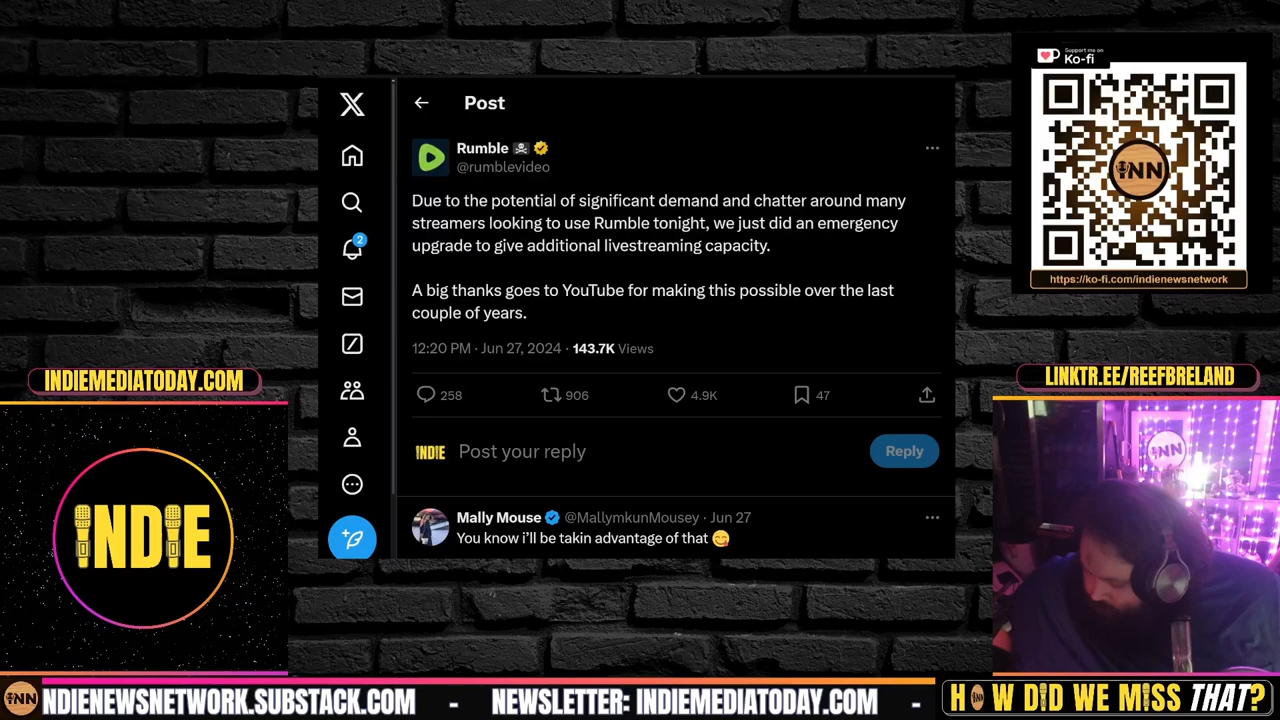 Post
Rumble
@rumblevideo
Due to the potential of significant demand and chatter around many
streamers looking to use Rumble tonight, we just did an emergency
upgrade to give additional livestreaming capacity.
A big thanks goes to YouTube for making this possible over the last
couple of years.
12:20 PM · Jun 27, 2024 · 143.7K Views
258 906 4.9K 47
INDIE Post your reply Reply
Mally Mouse @MallymkunMousey · Jun 27
You know i'll be takin advantage of that 😋
2
Support me on
Ko-fi
iNN
https://ko-fi.com/indienewsnetwork
INDIEMEDIATODAY.COM
INDIE
LINKTR.EE/REEFBRELAND
iNN
iNN NDIENEWSNETWORK.SUBSTACK.COM - NEWSLETTER: INDIEMEDIATODAY.COM -
HOW DID WE MISS THAT?